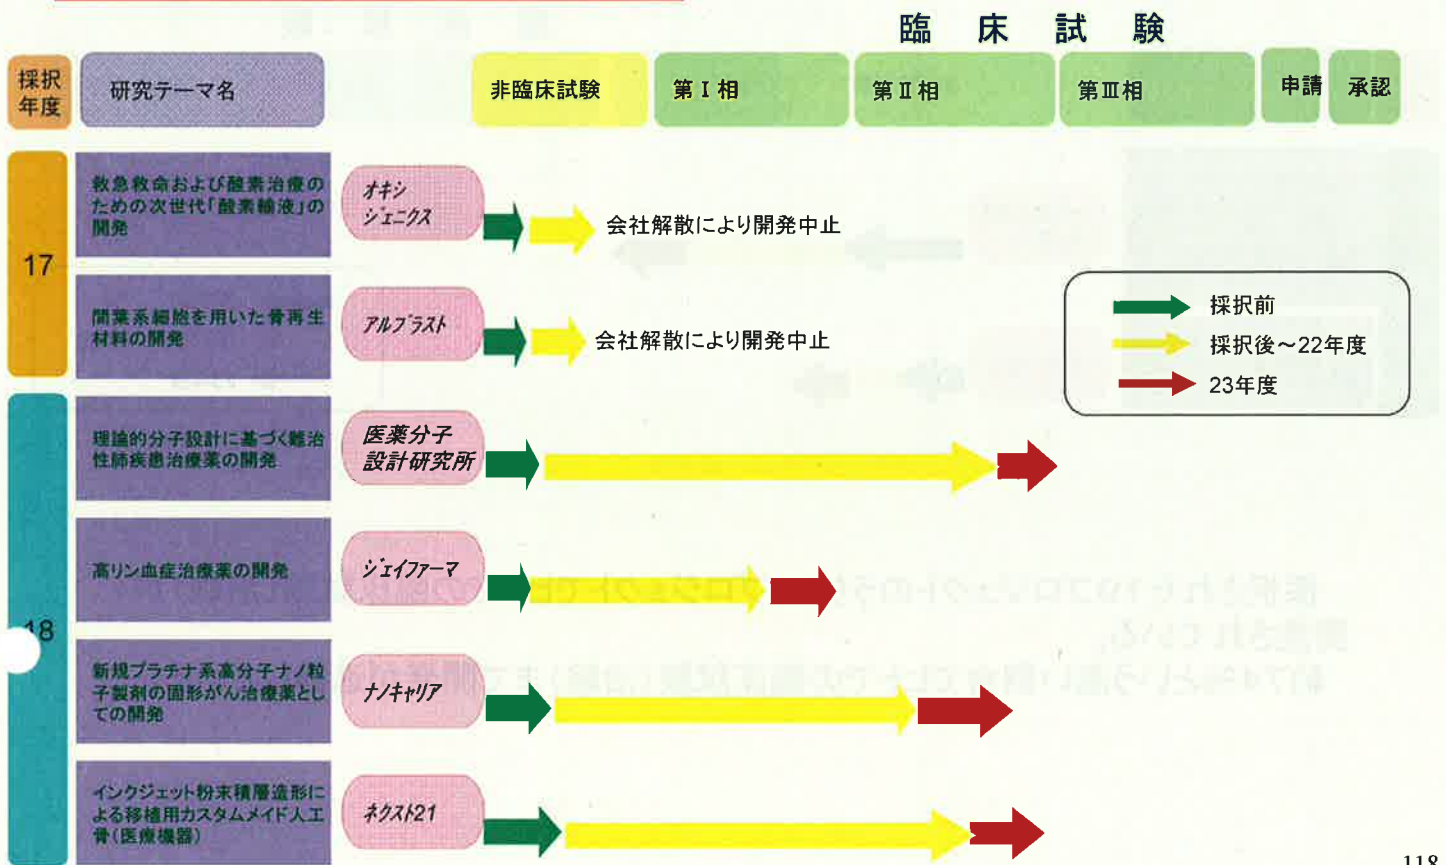 臨床試験
採択
年度
研究テーマ名
非臨床試験
第Ⅰ相
第Ⅱ相
第Ⅲ相
申請
承認
17
救急救命および酸素治療の
ための次世代「酸素輸液」の
開発
オキシ
ジェニクス
会社解散により開発中止
間葉系細胞を用いた骨再生
材料の開発
アルブラスト
会社解散により開発中止
採択前
採択後～22年度
23年度
18
理論的分子設計に基づく難治
性肺疾患治療薬の開発
医薬分子
設計研究所
高リン血症治療薬の開発
ジェイファーマ
新規プラチナ系高分子ナノ粒
子製剤の固形がん治療薬とし
ての開発
ナノキャリア
インクジェット粉末積層造形に
よる移植用カスタムメイド人工
骨(医療機器)
ネクスト21
118